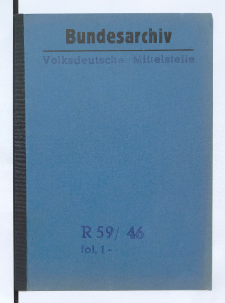 Bundesarchiv
Volksdeutsche Mittelstelle
R 59/ 46
fol. 1-